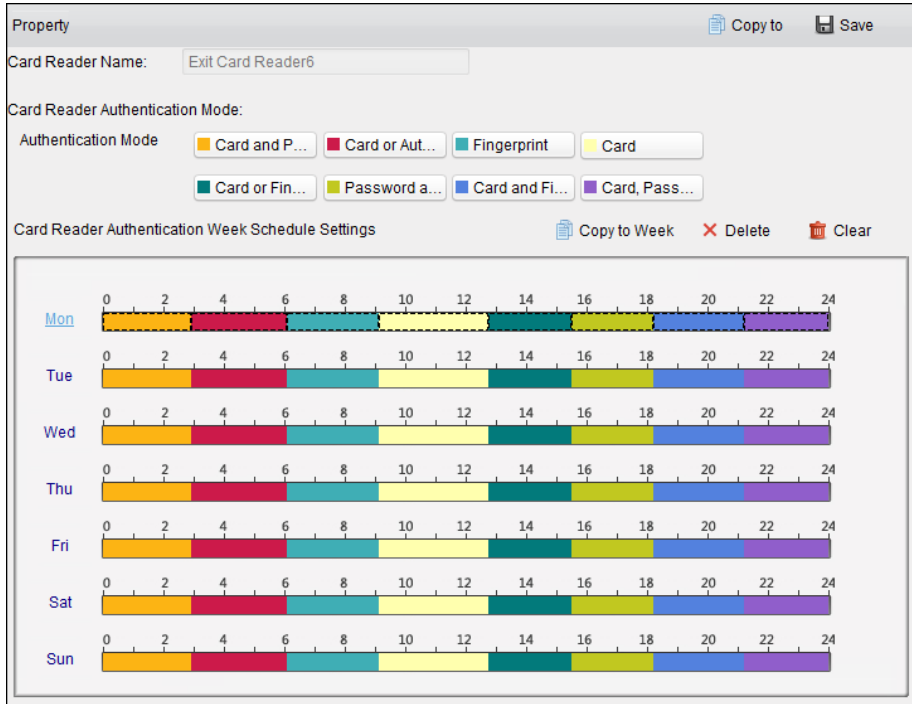 Property Copy to Save
Card Reader Name: Exit Card Reader6
Card Reader Authentication Mode:
Authentication Mode Card and P... Card or Aut... Fingerprint Card
Card or Fin... Password a... Card and Fi... Card, Pass...
Card Reader Authentication Week Schedule Settings Copy to Week Delete Clear
0 2 4 6 8 10 12 14 16 18 20 22 24
Mon
0 2 4 6 8 10 12 14 16 18 20 22 24
Tue
0 2 4 6 8 10 12 14 16 18 20 22 24
Wed
0 2 4 6 8 10 12 14 16 18 20 22 24
Thu
0 2 4 6 8 10 12 14 16 18 20 22 24
Fri
0 2 4 6 8 10 12 14 16 18 20 22 24
Sat
0 2 4 6 8 10 12 14 16 18 20 22 24
Sun